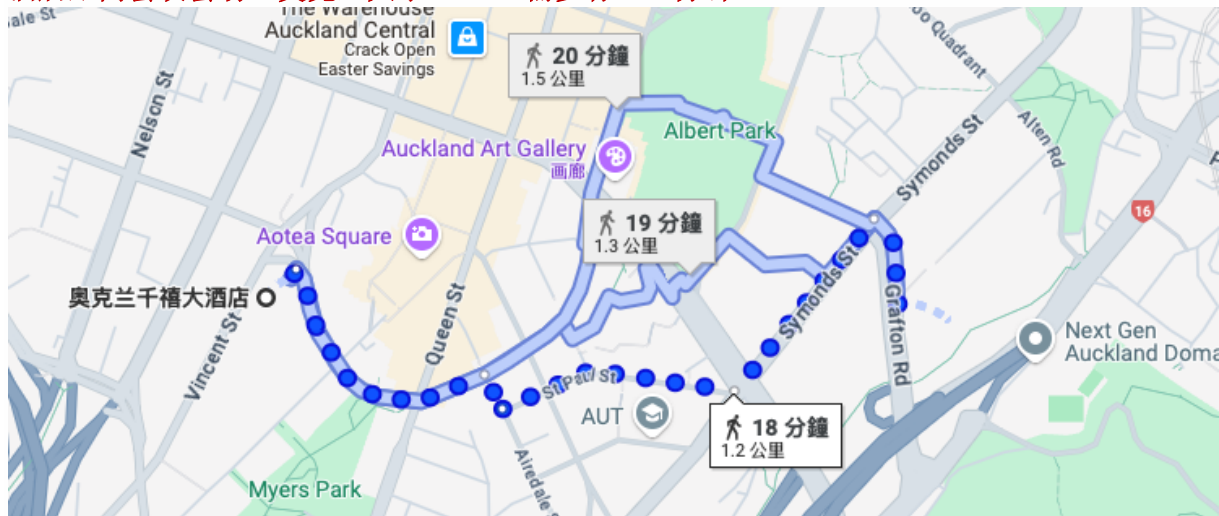 The Warehouse
Auckland Central
Crack Open
Easter Savings
Nelson St
20 分鐘
1.5 公里
Albert Park
Auckland Art Gallery
画廊
Quadrant
Alten Rd
Symonds St
16
19 分鐘
1.3 公里
Aotea Square
奥克兰千禧大酒店
Vincent St
Queen St
Symonds St
Grafton Rd
Next Gen
Auckland Doma
St Paul St
AUT
18 分鐘
1.2 公里
Airedale S
Myers Park